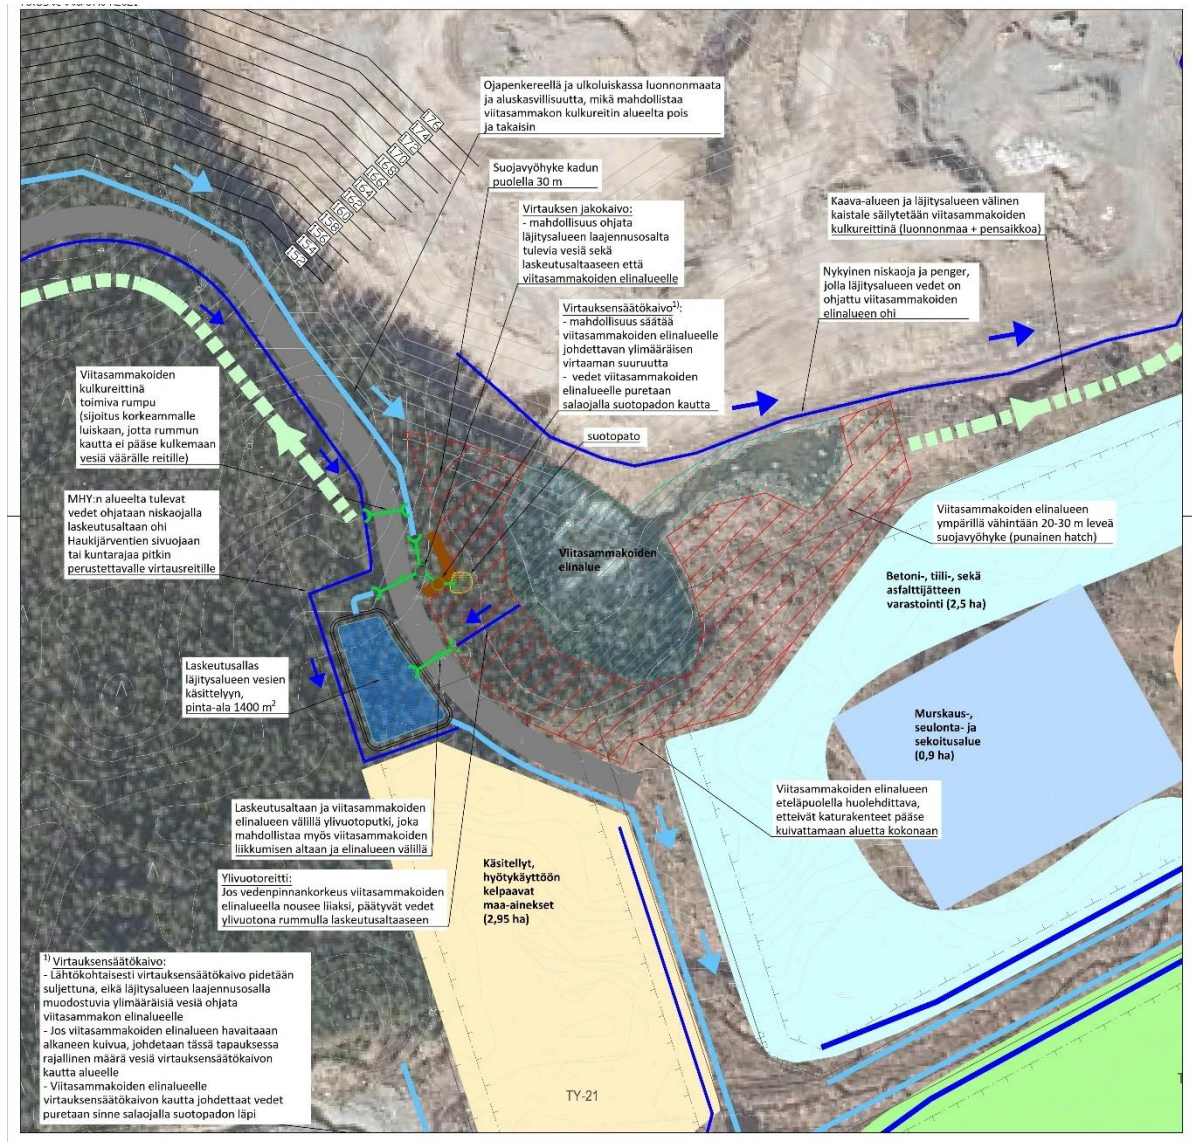 Ojapenkereellä ja ulkoluiskassa luonnonmaata
ja aluskasvillisuutta, mikä mahdollistaa
viitasammakon kulkureitin alueelta pois
ja takaisin
Suojavyöhyke kadun
puolella 30 m
Virtauksen jakokaivo:
- mahdollisuus ohjata
läjitysalueen laajennusosalta
tulevia vesiä sekä
laskeutusaltaaseen että
viitasammakoiden elinalueelle
Kaava-alueen ja läjitysalueen välinen
kaistale säilytetään viitasammakoiden
kulkureittinä (luonnonmaa + pensaikkoa)
Nykyinen niskaoja ja penger,
jolla läjitysalueen vedet on
ohjattu viitasammakoiden
elinalueen ohi
Virtauksensäätökaivo1):
- mahdollisuus säätää
viitasammakoiden elinalueelle
johdettavan ylimääräisen
virtaaman suuruutta
- vedet viitasammakoiden
elinalueelle puretaan
salaojalla suotopadon kautta
suotopato
Viitasammakoiden
kulkureittinä
toimiva rumpu
(sijoitus korkeammalle
luiskaan, jotta rummun
kautta ei pääse kulkemaan
vesiä väärälle reitille)
MHY:n alueelta tulevat
vedet ohjataan niskaojalla
laskeutusaltaan ohi
Haukijärventien sivuojaan
tai kuntarajaa pitkin
perustettavalle virtausreitille
Viitasammakoiden
elinalue
Viitasammakoiden elinalueen
ympärillä vähintään 20-30 m leveä
suojavyöhyke (punainen hatch)
Betoni-, tiili-, sekä
asfalttijätteen
varastointi (2,5 ha)
Laskeutusallas
läjitysalueen vesien
käsittelyyn,
pinta-ala 1400 m2
Murskaus-,
seulonta- ja
sekoitusalue
(0,9 ha)
Viitasammakoiden elinalueen
eteläpuolella huolehdittava,
etteivät katurakenteet pääse
kuivattamaan aluetta kokonaan
Laskeutusaltaan ja viitasammakoiden
elinalueen välillä ylivuotoputki, joka
mahdollistaa myös viitasammakoiden
liikkumisen altaan ja elinalueen välillä
Ylivuotoreitti:
Jos vedenpinnankorkeus viitasammakoiden
elinalueella nousee liiaksi, päätyvät vedet
ylivuotona rummulla laskeutusaltaaseen
Käsitellyt,
hyötykäyttöön
kelpaavat
maa-ainekset
(2,95 ha)
1) Virtauksensäätökaivo:
- Lähtökohtaisesti virtauksensäätökaivo pidetään
suljettuna, eikä läjitysalueen laajennusosalla
muodostuvia ylimääräisiä vesiä ohjata
viitasammakon elinalueelle
- Jos viitasammakoiden elinalueen havaitaaan
alkaneen kuivua, johdetaan tässä tapauksessa
rajallinen määrä vesiä virtauksensäätökaivon
kautta alueelle
- Viitasammakoiden elinalueelle
virtauksensäätökaivon kautta johdettaat vedet
puretaan sinne salaojalla suotopadon läpi
TY-21